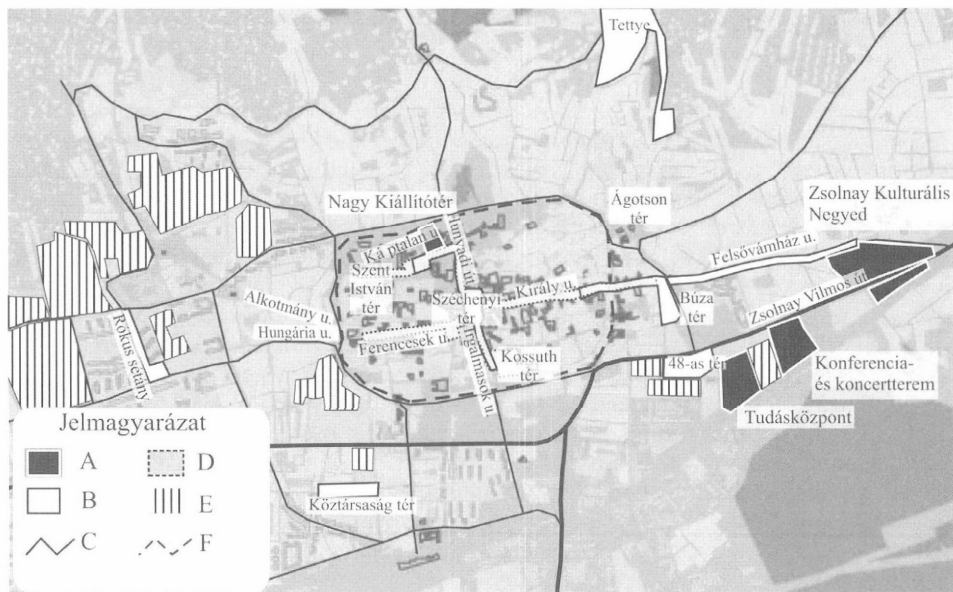 Tettye
Nagy Kiállítótér
Ágotson
tér
Zsolnay Kulturális
Negyed
Káptalan u.
Hunyadi út
Felsővámház u.
Szent
István
tér
Széchenyi
tér
Király u.
Búza
tér
Zsolnay Vilmos út
Alkotmány u.
Hungária u.
Rókus sétány
Ferencesek u.
Irgalmasok u.
Kossuth
tér
48-as tér
Konferencia-
és koncertterem
Tudásközpont
Köztársaság tér
Jelmagyarázat
A
D
B
E
C
F